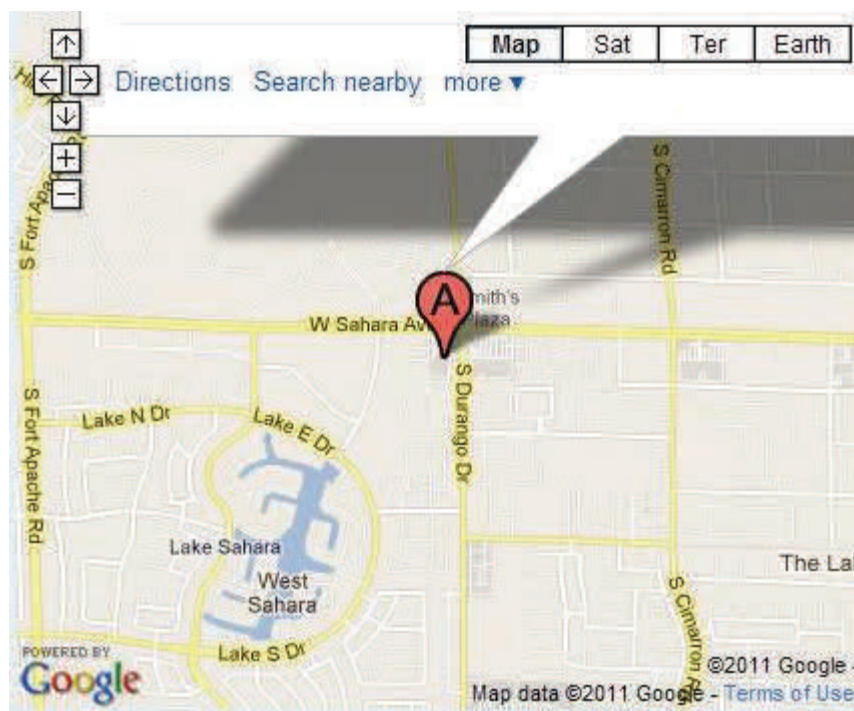 Map Sat Ter Earth
Directions Search nearby more ▼
S Cimarron Rd
S Fort Apache Rd
A
W Sahara Av
S Durango Dr
S Fort Apache Rd
Lake N Dr
Lake E Dr
Lake Sahara
West
Sahara
The La
S Cimarron R
Lake S Dr
POWERED BY
Google
©2011 Google -
Map data ©2011 Google - Terms of Use